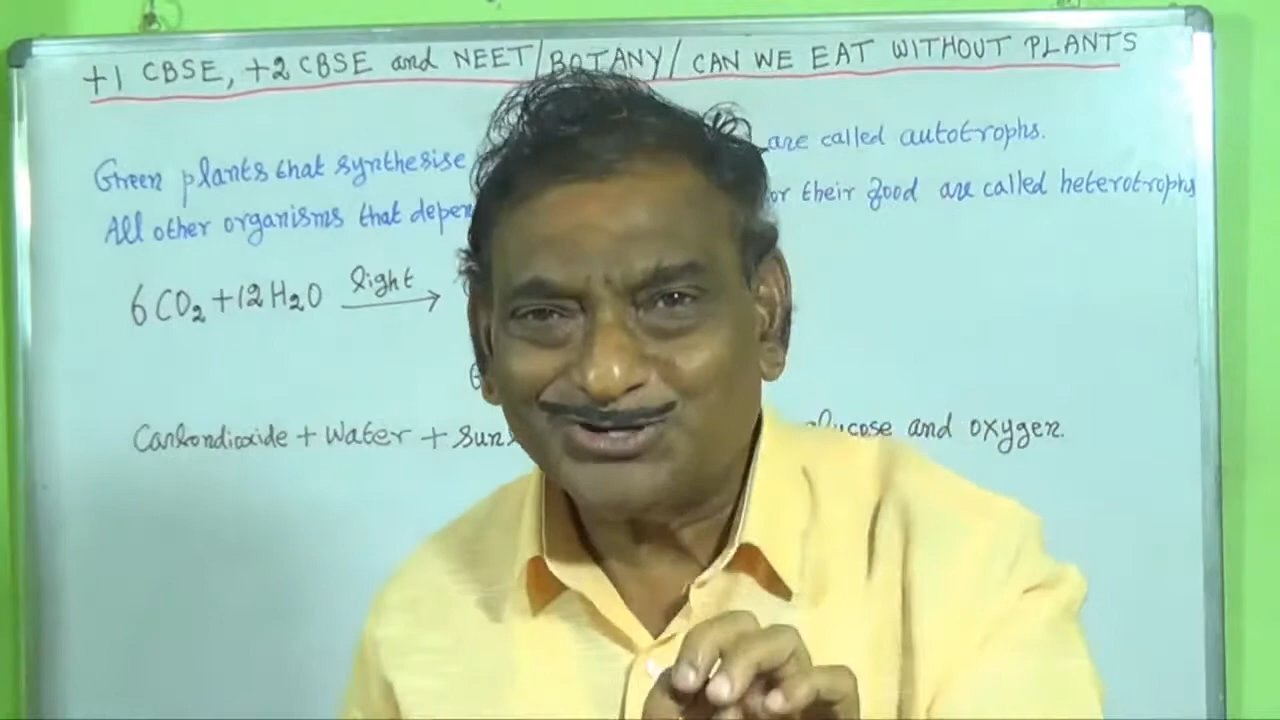 +1 CBSE, +2 CBSE and NEET/BOTANY/CAN WE EAT WITHOUT PLANTS
Green plants that synthesise are called autotrophs.
All other organisms that depen or their food are called heterotrophs
6CO₂+12H₂O light →
Carbondioxide + Water + Sun glucose and oxygen.